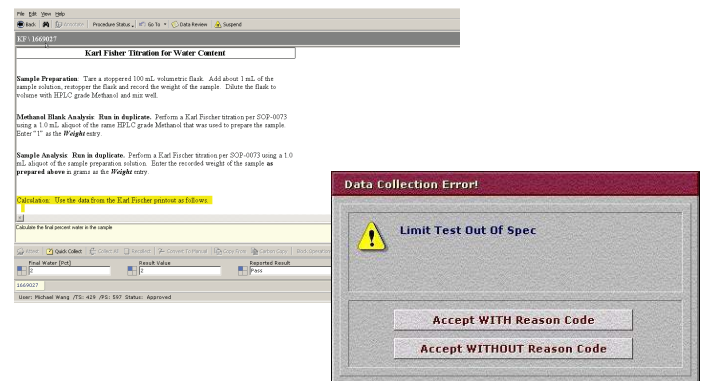 File Edit View Help
Back Annotate Procedure Status Go To Data Review Suspend
KF \ 1669027
Karl Fisher Titration for Water Content
Sample Preparation: Tare a stoppered 100 mL volumetric flask. Add about 1 mL of the
sample solution, restopper the flask and record the weight of the sample. Dilute the flask to
volume with HPLC grade Methanol and mix well.
Methanol Blank Analysis: Run in duplicate. Perform a Karl Fischer titration per SOP-0073
using a 1.0 mL aliquot of the same HPLC grade Methanol that was used to prepare the sample.
Enter "1" as the Weight entry.
Sample Analysis: Run in duplicate. Perform a Karl Fischer titration per SOP-0073 using a 1.0
mL aliquot of the sample preparation solution. Enter the recorded weight of the sample as
prepared above in grams as the Weight entry.
Calculation: Use the data from the Karl Fischer printout as follows.
Calculate the final percent water in the sample
Quick Collect Collect All Recollect Convert To Manual Copy From Carbon Copy
Final Water [Pct] Result Value Reported Result
2 2 Pass
1669027
User: Michael Wang /TS: 429 /PS: 597 Status: Approved
Data Collection Error!
Limit Test Out Of Spec
Accept WITH Reason Code
Accept WITHOUT Reason Code